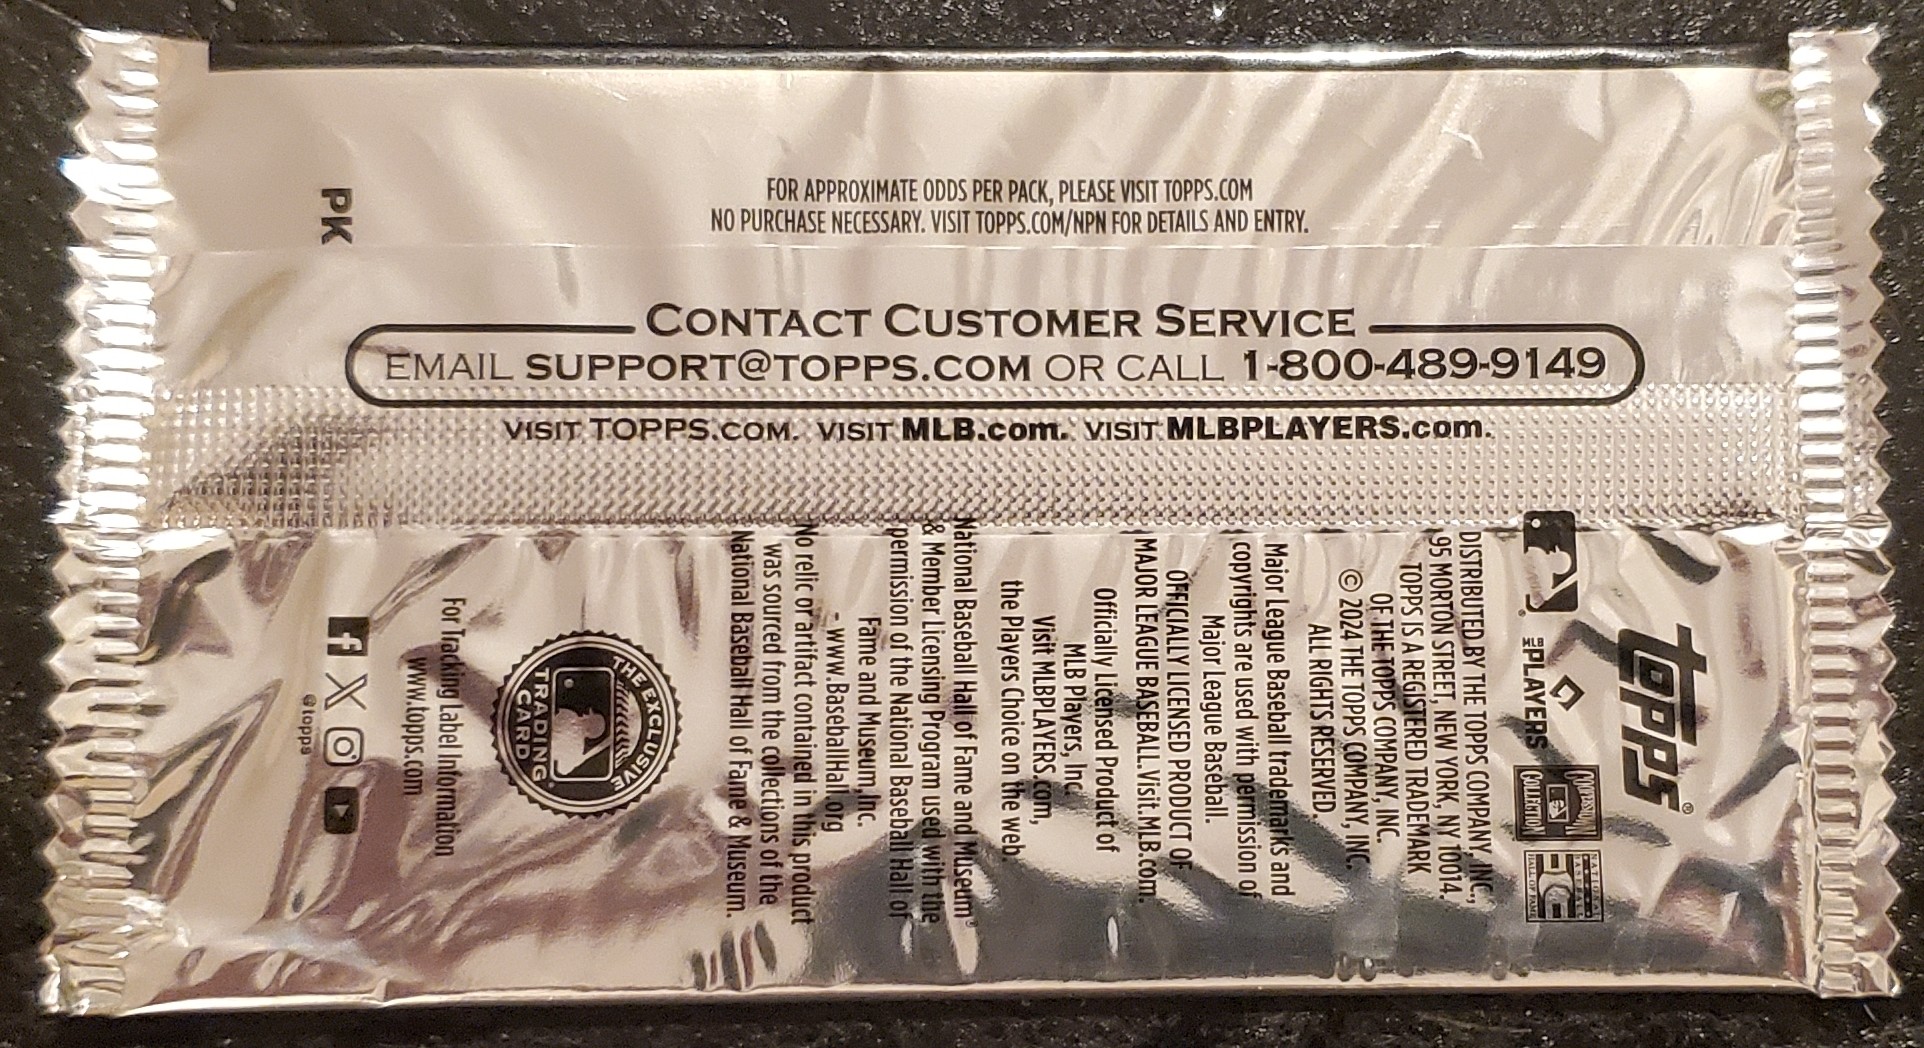 FOR APPROXIMATE ODDS PER PACK, PLEASE VISIT TOPPS.COM
NO PURCHASE NECESSARY. VISIT TOPPS.COM/NPN FOR DETAILS AND ENTRY.
PK
CONTACT CUSTOMER SERVICE
EMAIL SUPPORT@TOPPS.COM OR CALL 1-800-489-9149
VISIT TOPPS.COM. VISIT MLB.com. VISIT MLBPLAYERS.com.
topps®
MLB PLAYERS
COOPERSTOWN COLLECTION
NATIONAL BASEBALL HALL OF FAME
DISTRIBUTED BY THE TOPPS COMPANY, INC.,
95 MORTON STREET, NEW YORK, NY 10014.
TOPPS IS A REGISTERED TRADEMARK
OF THE TOPPS COMPANY, INC.
© 2024 THE TOPPS COMPANY, INC.
ALL RIGHTS RESERVED.
Major League Baseball trademarks and
copyrights are used with permission of
Major League Baseball.
OFFICIALLY LICENSED PRODUCT OF
MAJOR LEAGUE BASEBALL.Visit.MLB.com.
Officially Licensed Product of
MLB Players, Inc.
Visit MLBPLAYERS.com,
the Players Choice on the web.
National Baseball Hall of Fame and Museum®
& Member Licensing Program used with the
permission of the National Baseball Hall of
Fame and Museum,Inc.
- www.BaseballHall.org
No relic or artifact contained in this product
was sourced from the collections of the
National Baseball Hall of Fame & Museum.
THE EXCLUSIVE
TRADING CARD
For Tracking Label Information
www.topps.com
@topps